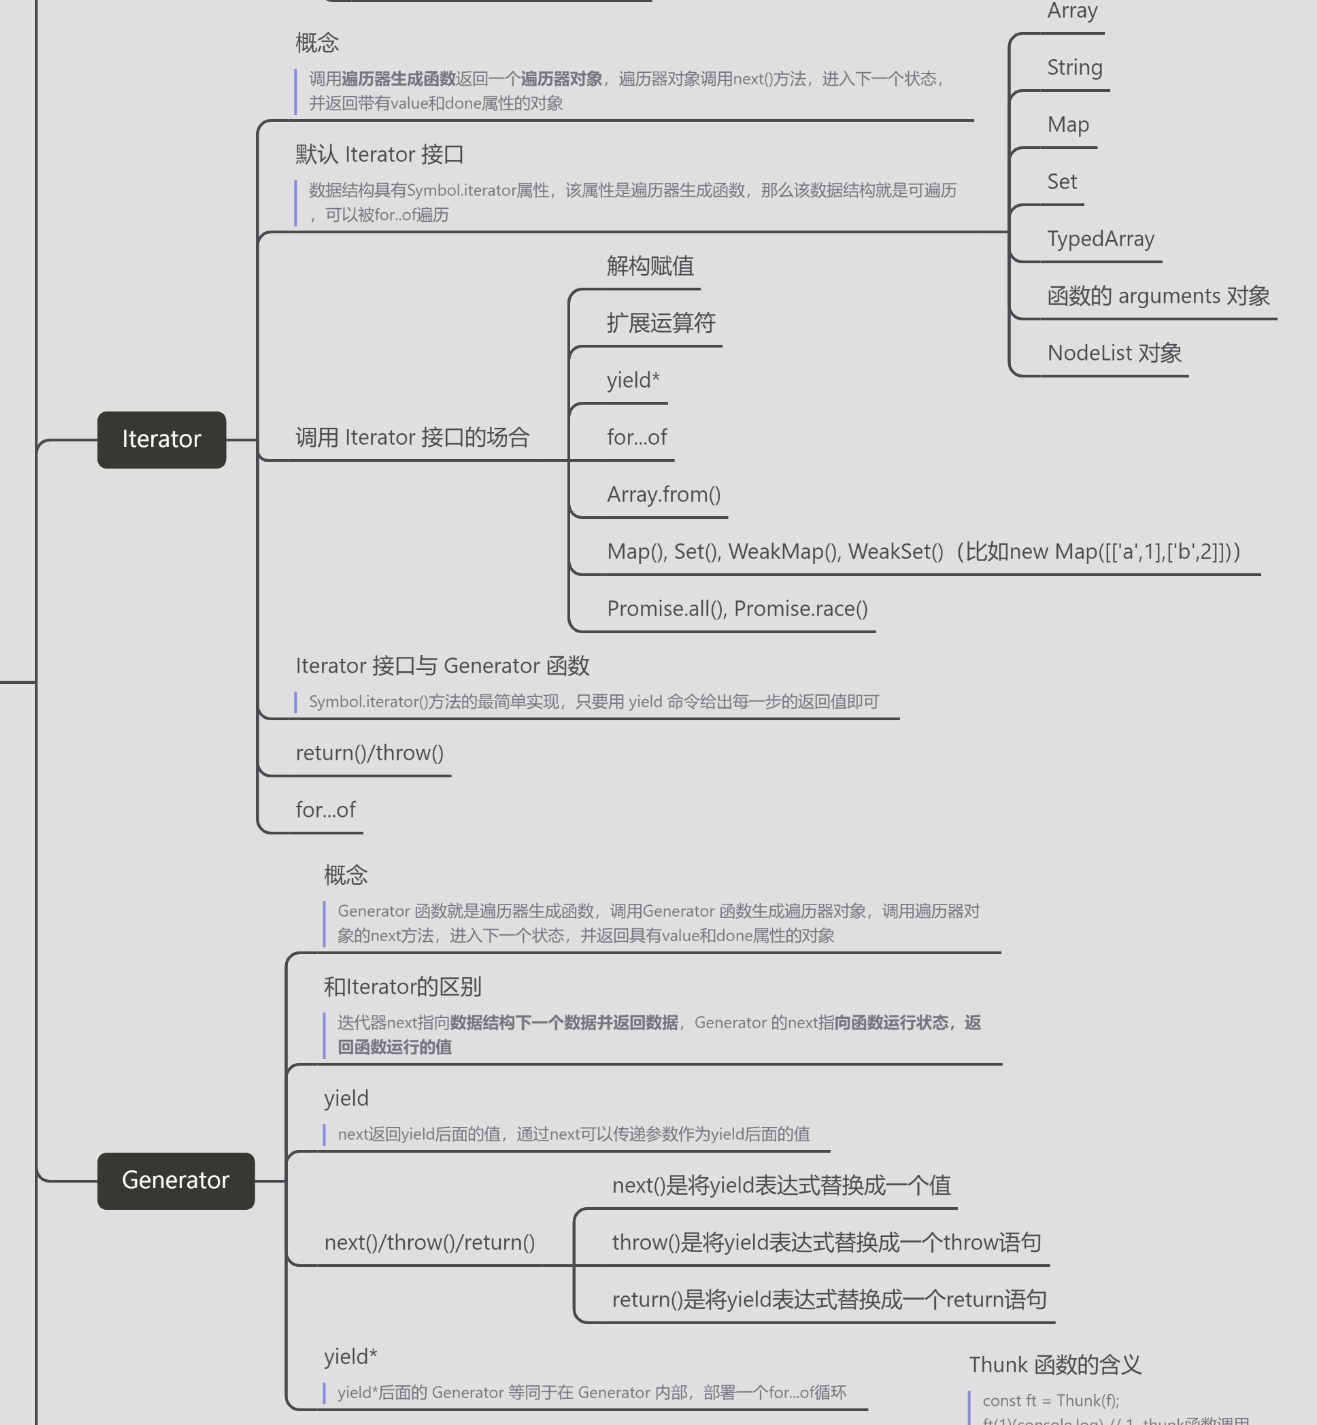 概念
调用遍历器生成函数返回一个遍历器对象，遍历器对象调用next()方法，进入下一个状态，
并返回带有value和done属性的对象
默认 Iterator 接口
数据结构具有Symbol.iterator属性，该属性是遍历器生成函数，那么该数据结构就是可遍历
，可以被for..of遍历
Array
String
Map
Set
TypedArray
函数的 arguments 对象
NodeList 对象
Iterator
调用 Iterator 接口的场合
解构赋值
扩展运算符
yield*
for...of
Array.from()
Map(), Set(), WeakMap(), WeakSet()（比如new Map([['a',1],['b',2]])）
Promise.all(), Promise.race()
Iterator 接口与 Generator 函数
Symbol.iterator()方法的最简单实现，只要用 yield 命令给出每一步的返回值即可
return()/throw()
for...of
概念
Generator 函数就是遍历器生成函数，调用Generator 函数生成遍历器对象，调用遍历器对
象的next方法，进入下一个状态，并返回具有value和done属性的对象
和Iterator的区别
迭代器next指向数据结构下一个数据并返回数据，Generator 的next指向函数运行状态，返
回函数运行的值
yield
next返回yield后面的值，通过next可以传递参数作为yield后面的值
Generator
next()/throw()/return()
next()是将yield表达式替换成一个值
throw()是将yield表达式替换成一个throw语句
return()是将yield表达式替换成一个return语句
yield*
yield*后面的 Generator 等同于在 Generator 内部，部署一个for...of循环
Thunk 函数的含义
const ft = Thunk(f);
ft(1)(console.log) // 1, thunk函数调用